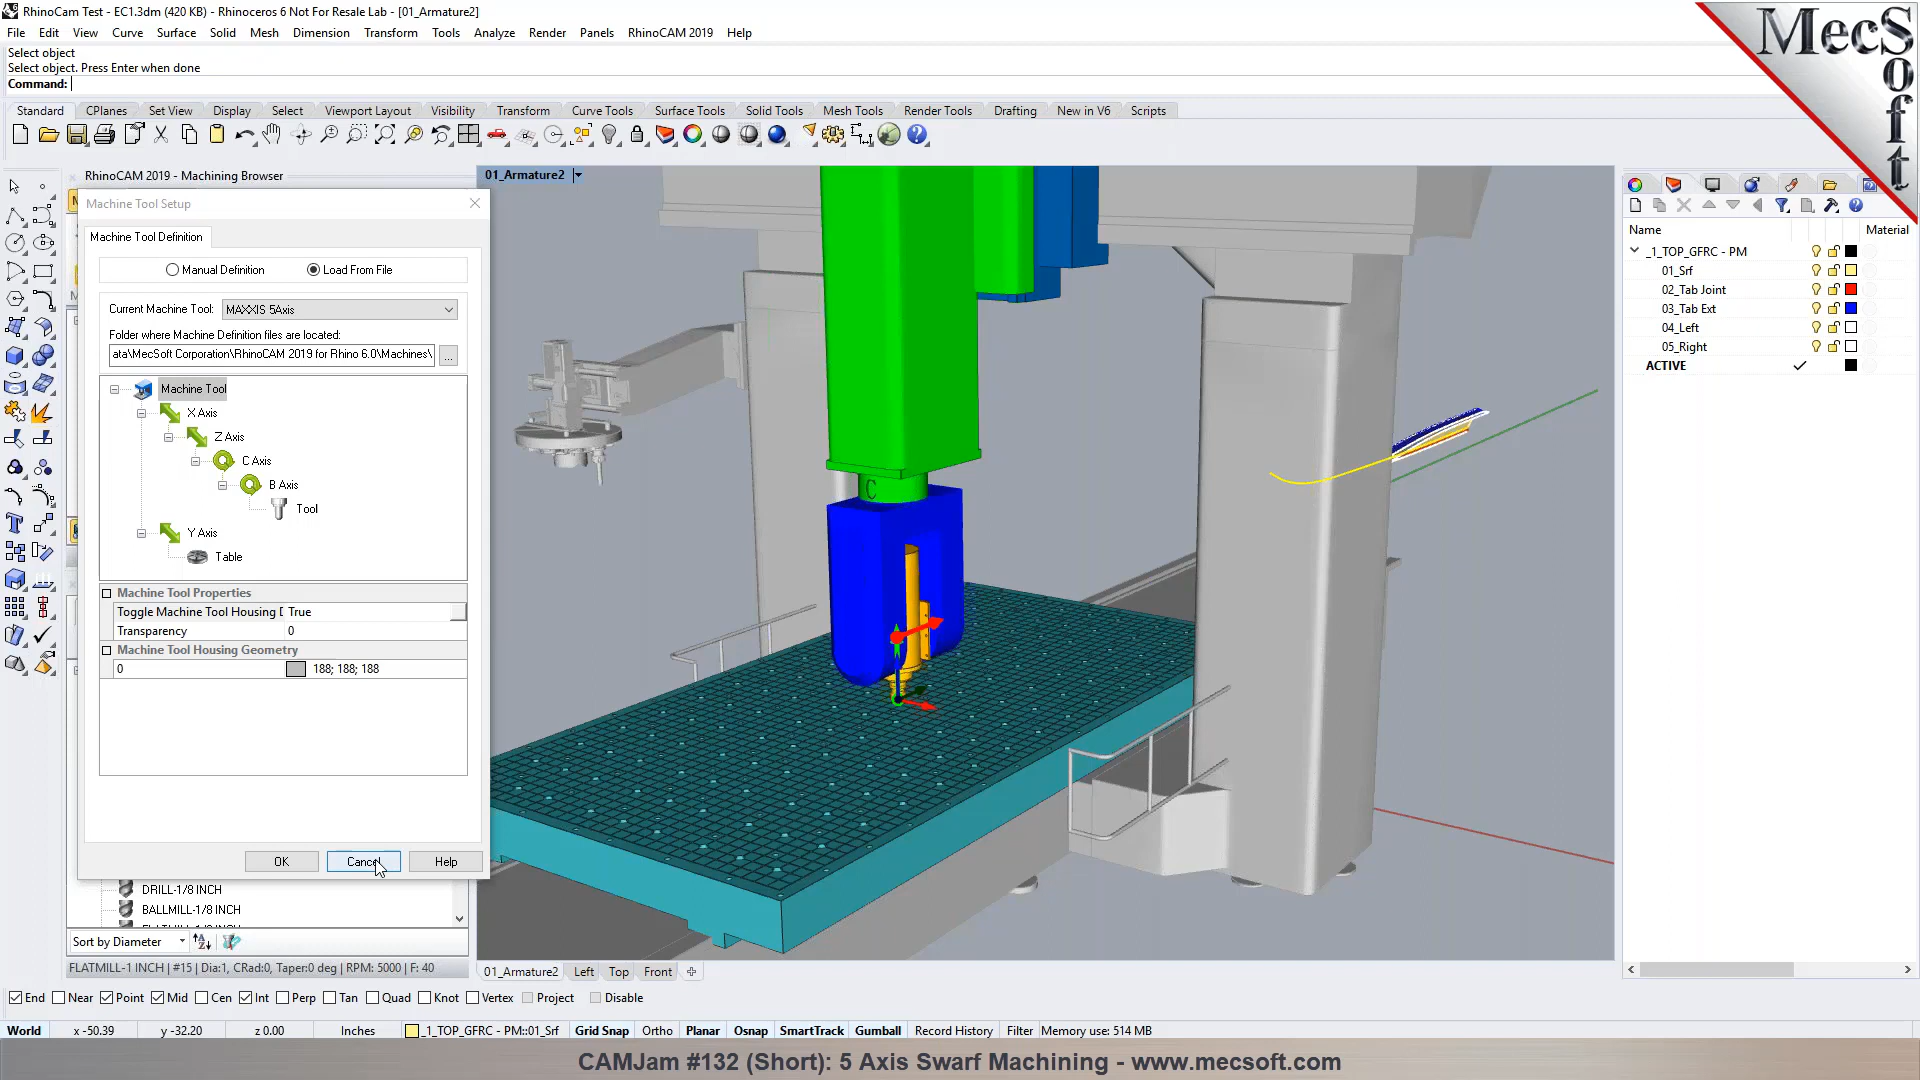 RhinoCam Test - EC1.3dm (420 KB) - Rhinoceros 6 Not For Resale Lab - [01_Armature2]
File Edit View Curve Surface Solid Mesh Dimension Transform Tools Analyze Render Panels RhinoCAM 2019 Help
Select object
Select object. Press Enter when done
Command:
MecSoft
Standard CPlanes Set View Display Select Viewport Layout Visibility Transform Curve Tools Surface Tools Solid Tools Mesh Tools Render Tools Drafting New in V6 Scripts
RhinoCAM 2019 - Machining Browser
Machine Tool Setup
Machine Tool Definition
Manual Definition Load From File
Current Machine Tool: MAXXIS 5Axis
Folder where Machine Definition files are located:
ata\MecSoft Corporation\RhinoCAM 2019 for Rhino 6.0\Machines\ ...
Machine Tool
X Axis
Z Axis
C Axis
B Axis
Tool
Y Axis
Table
Machine Tool Properties
Toggle Machine Tool Housing D True
Transparency 0
Machine Tool Housing Geometry
0 188; 188; 188
OK Cancel Help
DRILL-1/8 INCH
BALLMILL-1/8 INCH
Sort by Diameter
FLATMILL-1 INCH | #15 | Dia:1, CRad:0, Taper:0 deg | RPM: 5000 | F: 40
01_Armature2
C
01_Armature2 Left Top Front
Name Material
_1_TOP_GFRC - PM
01_Srf
02_Tab Joint
03_Tab Ext
04_Left
05_Right
ACTIVE
End Near Point Mid Cen Int Perp Tan Quad Knot Vertex Project Disable
World x -50.39 y -32.20 z 0.00 Inches _1_TOP_GFRC - PM::01_Srf Grid Snap Ortho Planar Osnap SmartTrack Gumball Record History Filter Memory use: 514 MB
CAMJam #132 (Short): 5 Axis Swarf Machining - www.mecsoft.com